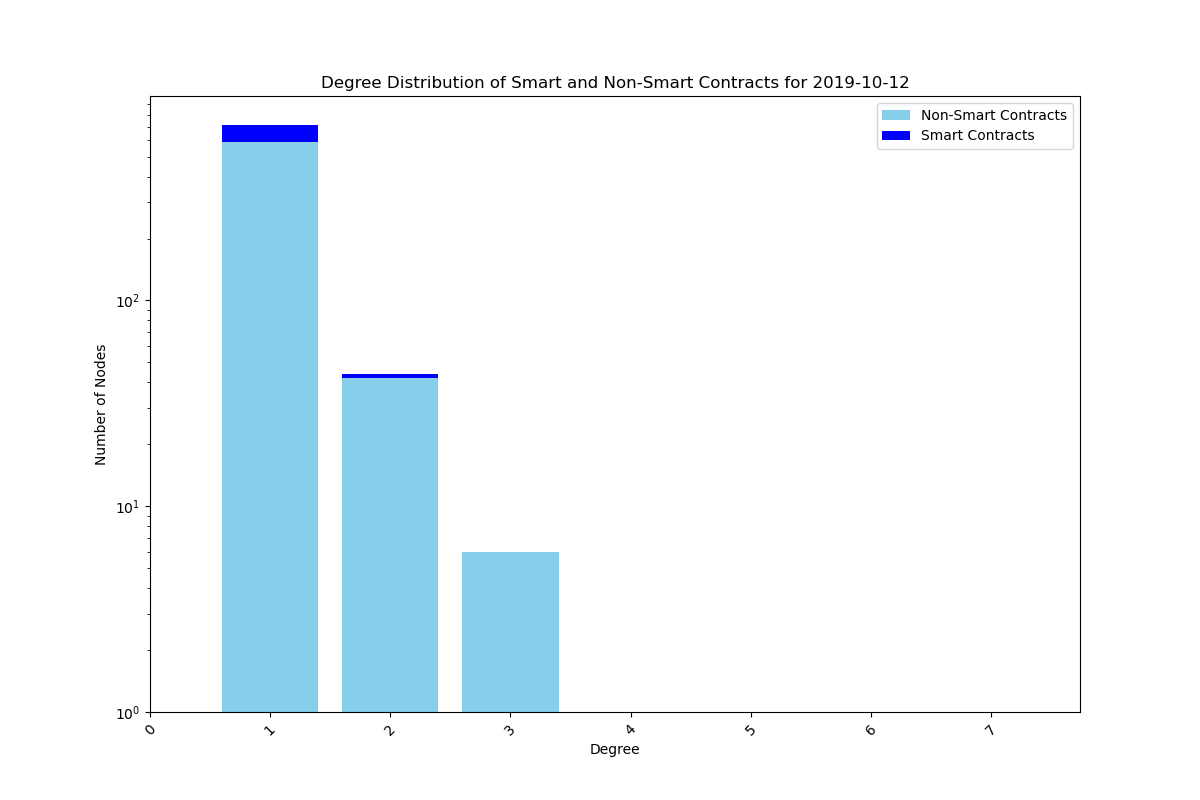 Degree Distribution of Smart and Non-Smart Contracts for 2019-10-12
Non-Smart Contracts
Smart Contracts
Number of Nodes
10²
10¹
10⁰
0 1 2 3 4 5 6 7
Degree